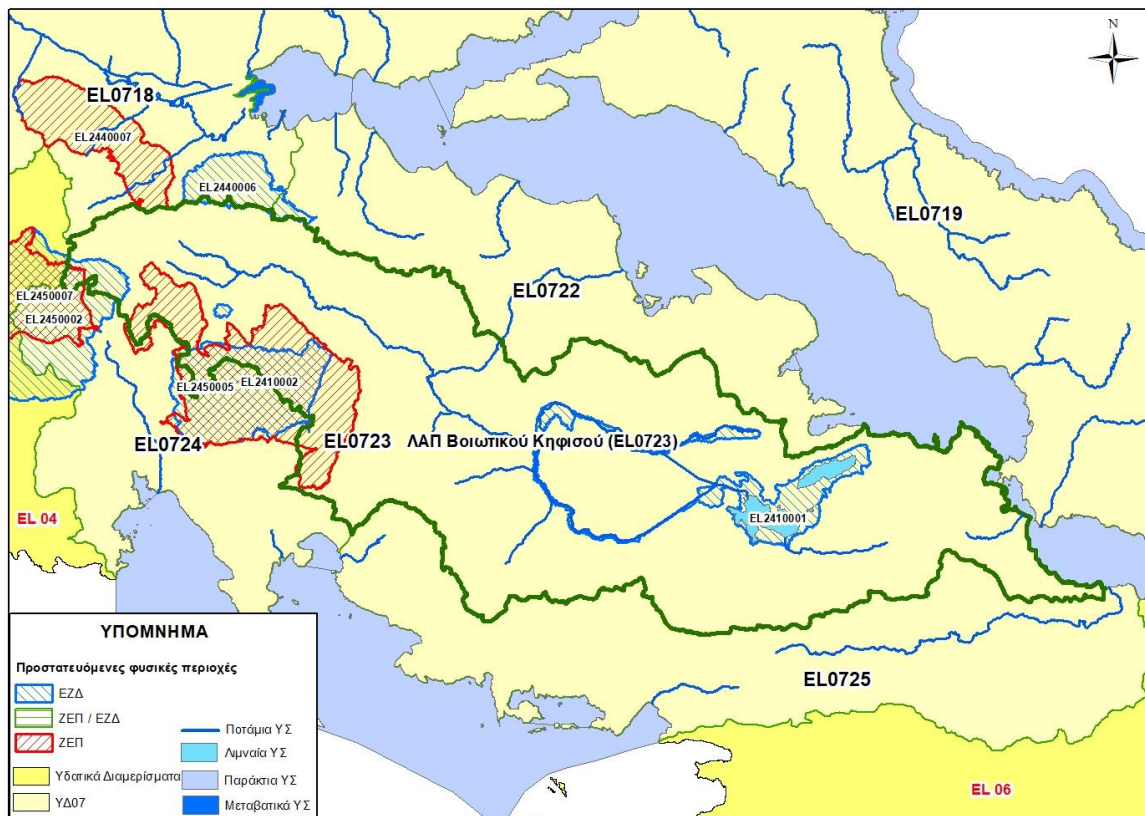 N
EL0718
EL2440007
EL2440006
EL0719
EL0722
EL2450007
EL2450002
EL2450005
EL2410002
EL0724
EL0723
ΛΑΠ Βοιωτικού Κηφισού (EL0723)
EL 04
EL2410001
EL0725
EL 06
ΥΠΟΜΝΗΜΑ
Προστατευόμενες φυσικές περιοχές
ΕΖΔ
ΖΕΠ / ΕΖΔ
ΖΕΠ
Υδατικά Διαμερίσματα
ΥΔ07
Ποτάμια ΥΣ
Λιμναία ΥΣ
Παράκτια ΥΣ
Μεταβατικά ΥΣ